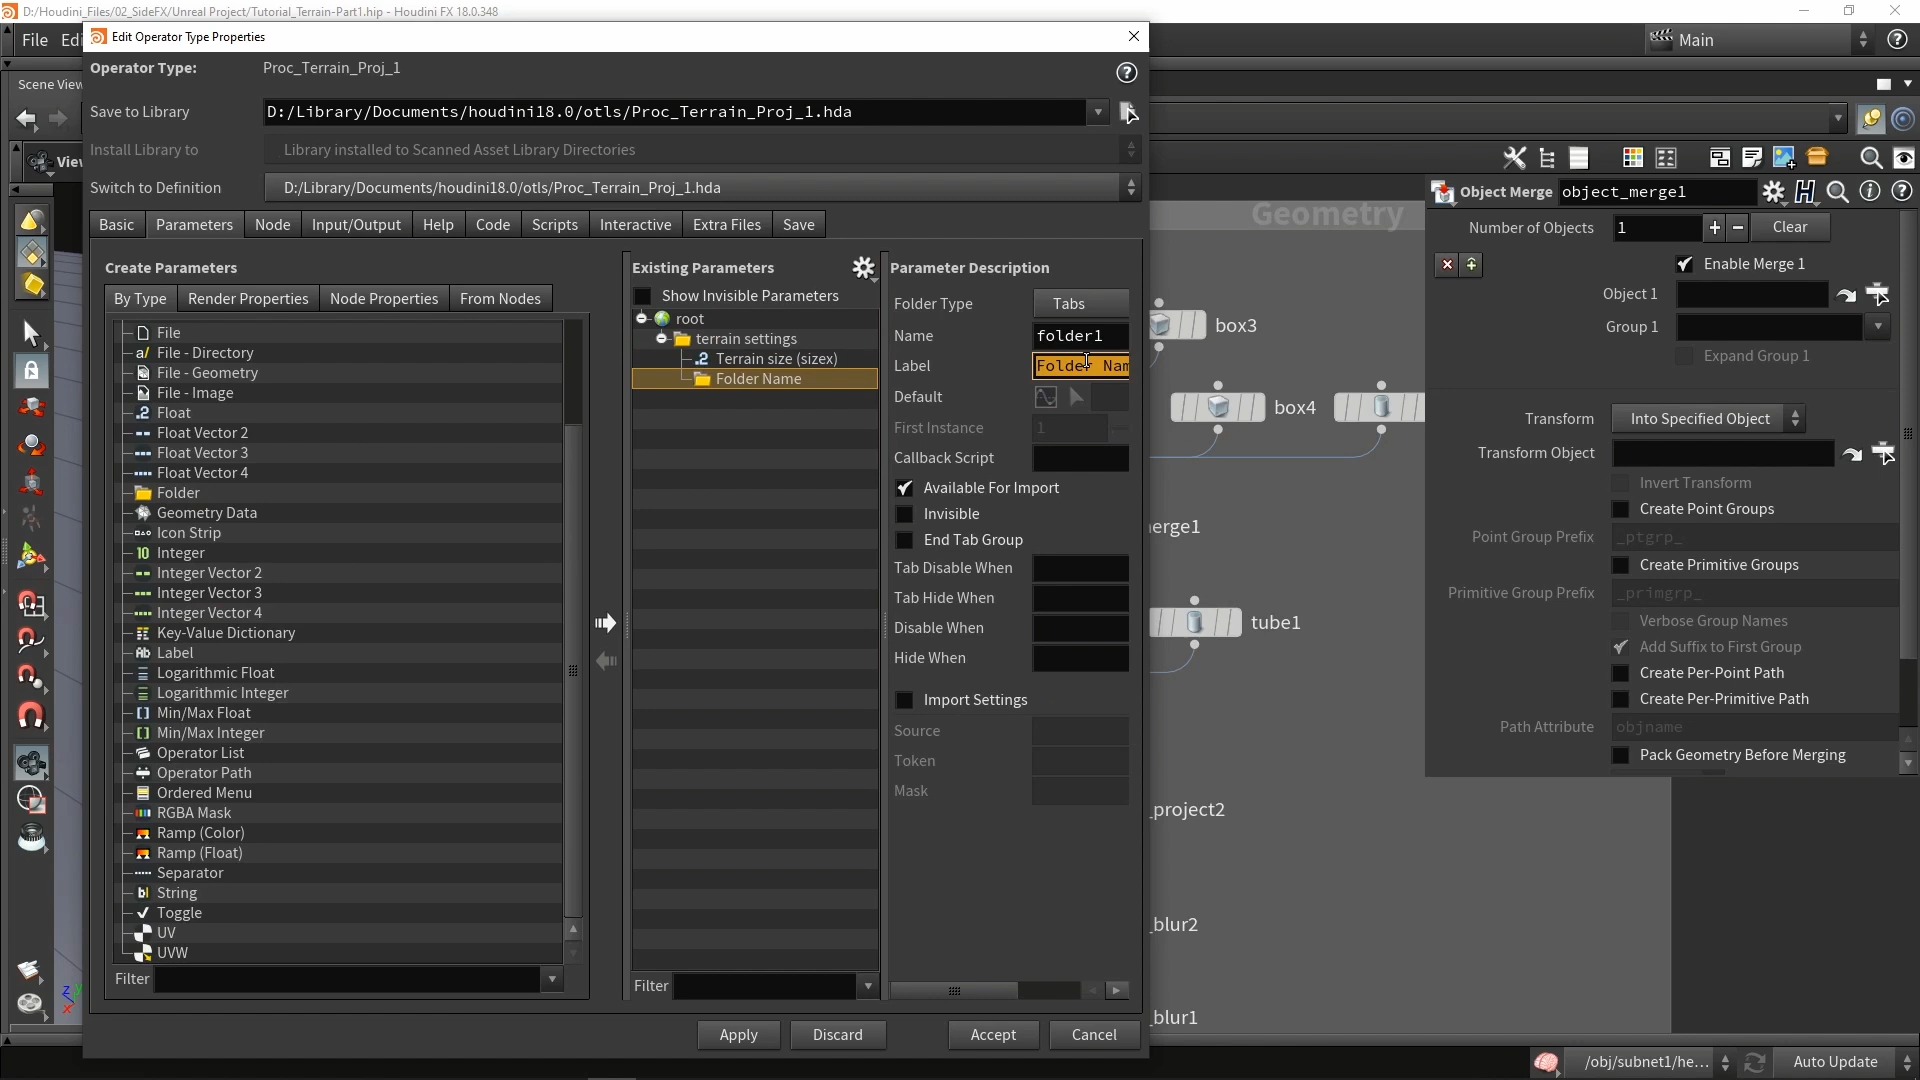 D:/Houdini_Files/02_SideFX/Unreal Project/Tutorial_Terrain-Part1.hip - Houdini FX 18.0.348
File Edi
Main
Edit Operator Type Properties
Operator Type: Proc_Terrain_Proj_1
Scene View
Save to Library D:/Library/Documents/houdini18.0/otls/Proc_Terrain_Proj_1.hda
Install Library to Library installed to Scanned Asset Library Directories
View
Switch to Definition D:/Library/Documents/houdini18.0/otls/Proc_Terrain_Proj_1.hda
Basic Parameters Node Input/Output Help Code Scripts Interactive Extra Files Save
Create Parameters
By Type Render Properties Node Properties From Nodes
File
File - Directory
File - Geometry
File - Image
Float
Float Vector 2
Float Vector 3
Float Vector 4
Folder
Geometry Data
Icon Strip
Integer
Integer Vector 2
Integer Vector 3
Integer Vector 4
Key-Value Dictionary
Label
Logarithmic Float
Logarithmic Integer
Min/Max Float
Min/Max Integer
Operator List
Operator Path
Ordered Menu
RGBA Mask
Ramp (Color)
Ramp (Float)
Separator
String
Toggle
UV
UVW
Filter
Existing Parameters
Show Invisible Parameters
root
terrain settings
Terrain size (sizex)
Folder Name
Filter
Parameter Description
Folder Type Tabs
Name folder1
Label Folder Nam
Default
First Instance 1
Callback Script
Available For Import
Invisible
End Tab Group
Tab Disable When
Tab Hide When
Disable When
Hide When
Import Settings
Source
Token
Mask
Apply Discard Accept Cancel
Geometry
box3
box4
erge1
tube1
_project2
_blur2
_blur1
Object Merge object_merge1
Number of Objects 1 Clear
Enable Merge 1
Object 1
Group 1
Expand Group 1
Transform Into Specified Object
Transform Object
Invert Transform
Create Point Groups
Point Group Prefix _ptgrp_
Create Primitive Groups
Primitive Group Prefix _primgrp_
Verbose Group Names
Add Suffix to First Group
Create Per-Point Path
Create Per-Primitive Path
Path Attribute objname
Pack Geometry Before Merging
/obj/subnet1/he... Auto Update